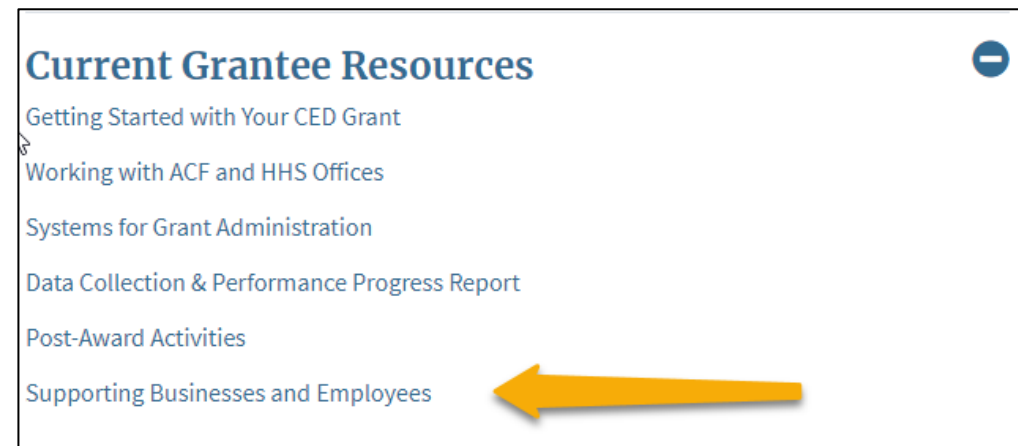 Current Grantee Resources
Getting Started with Your CED Grant
Working with ACF and HHS Offices
Systems for Grant Administration
Data Collection & Performance Progress Report
Post-Award Activities
Supporting Businesses and Employees